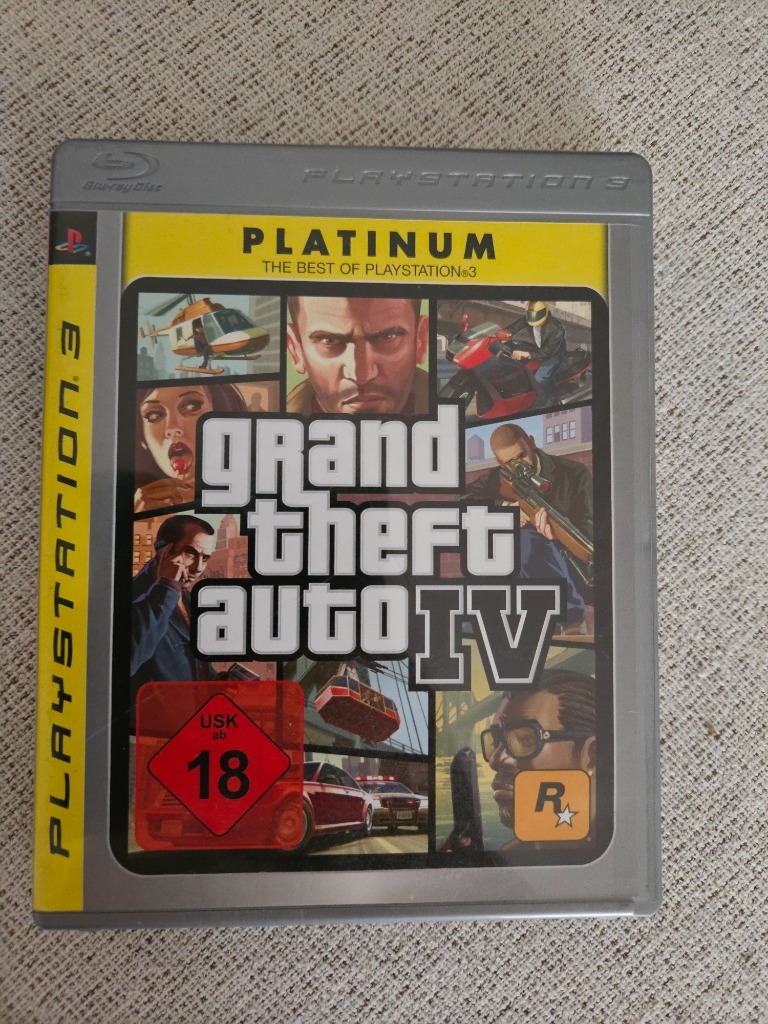 Blu-ray Disc
PLAYSTATION 3
PLATINUM
THE BEST OF PLAYSTATION®3
PLAYSTATION® 3
grand
theft
auto IV
USK
ab
18
R